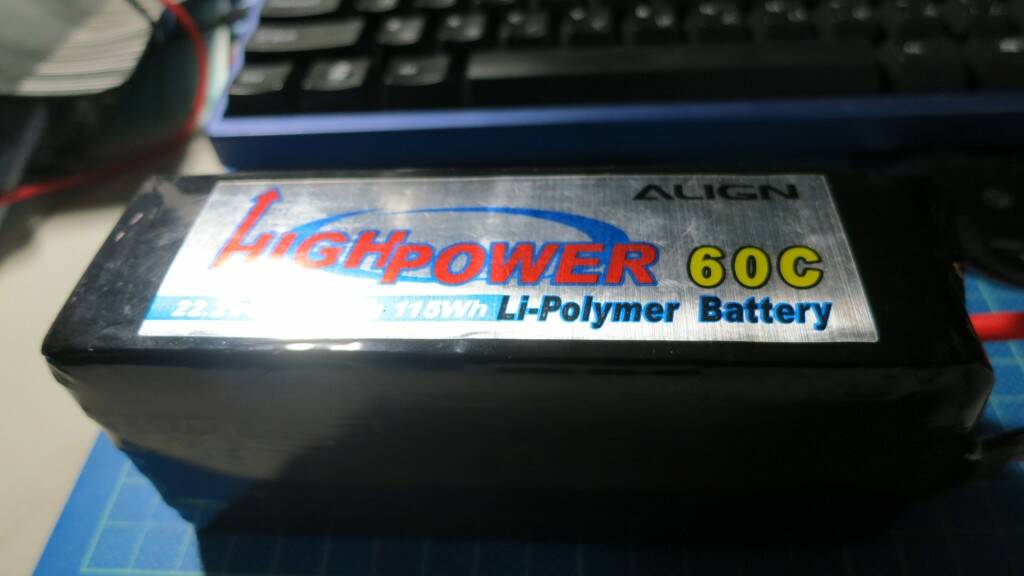 ALIGN
HIGHPOWER 60C
115Wh Li-Polymer Battery